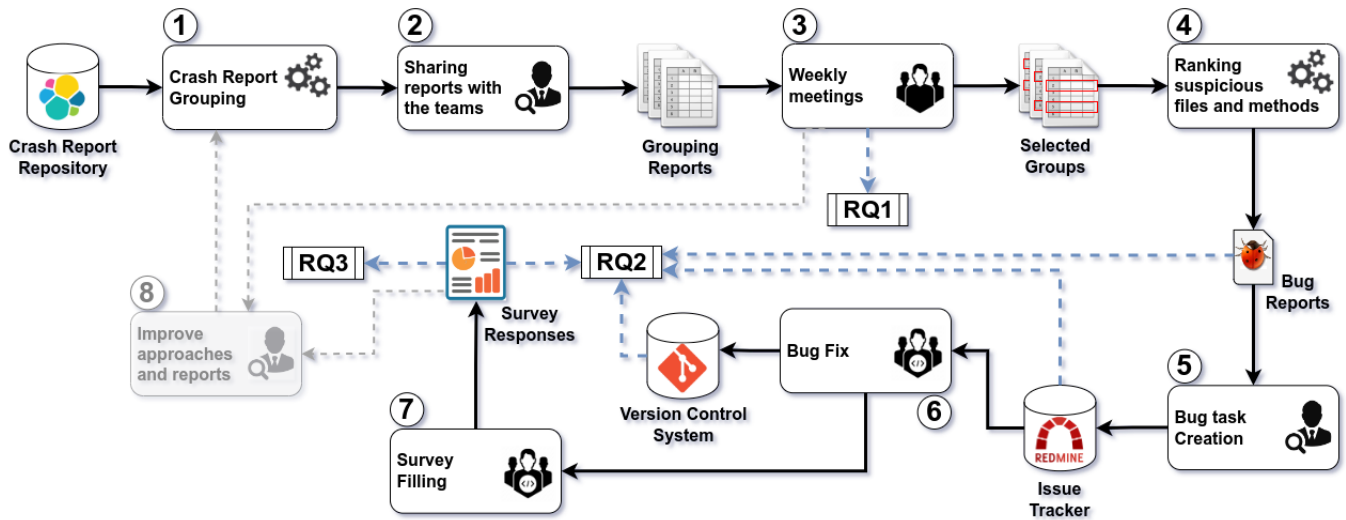 1
Crash Report
Grouping
2
Sharing
reports with
the teams
3
Weekly
meetings
4
Ranking
suspicious
files and methods
Crash Report
Repository
Grouping
Reports
Selected
Groups
RQ1
RQ3
RQ2
Bug
Reports
8
Improve
approaches
and reports
Survey
Responses
Bug Fix
6
5
Bug task
Creation
7
Survey
Filling
Version Control
System
REDMINE
Issue
Tracker